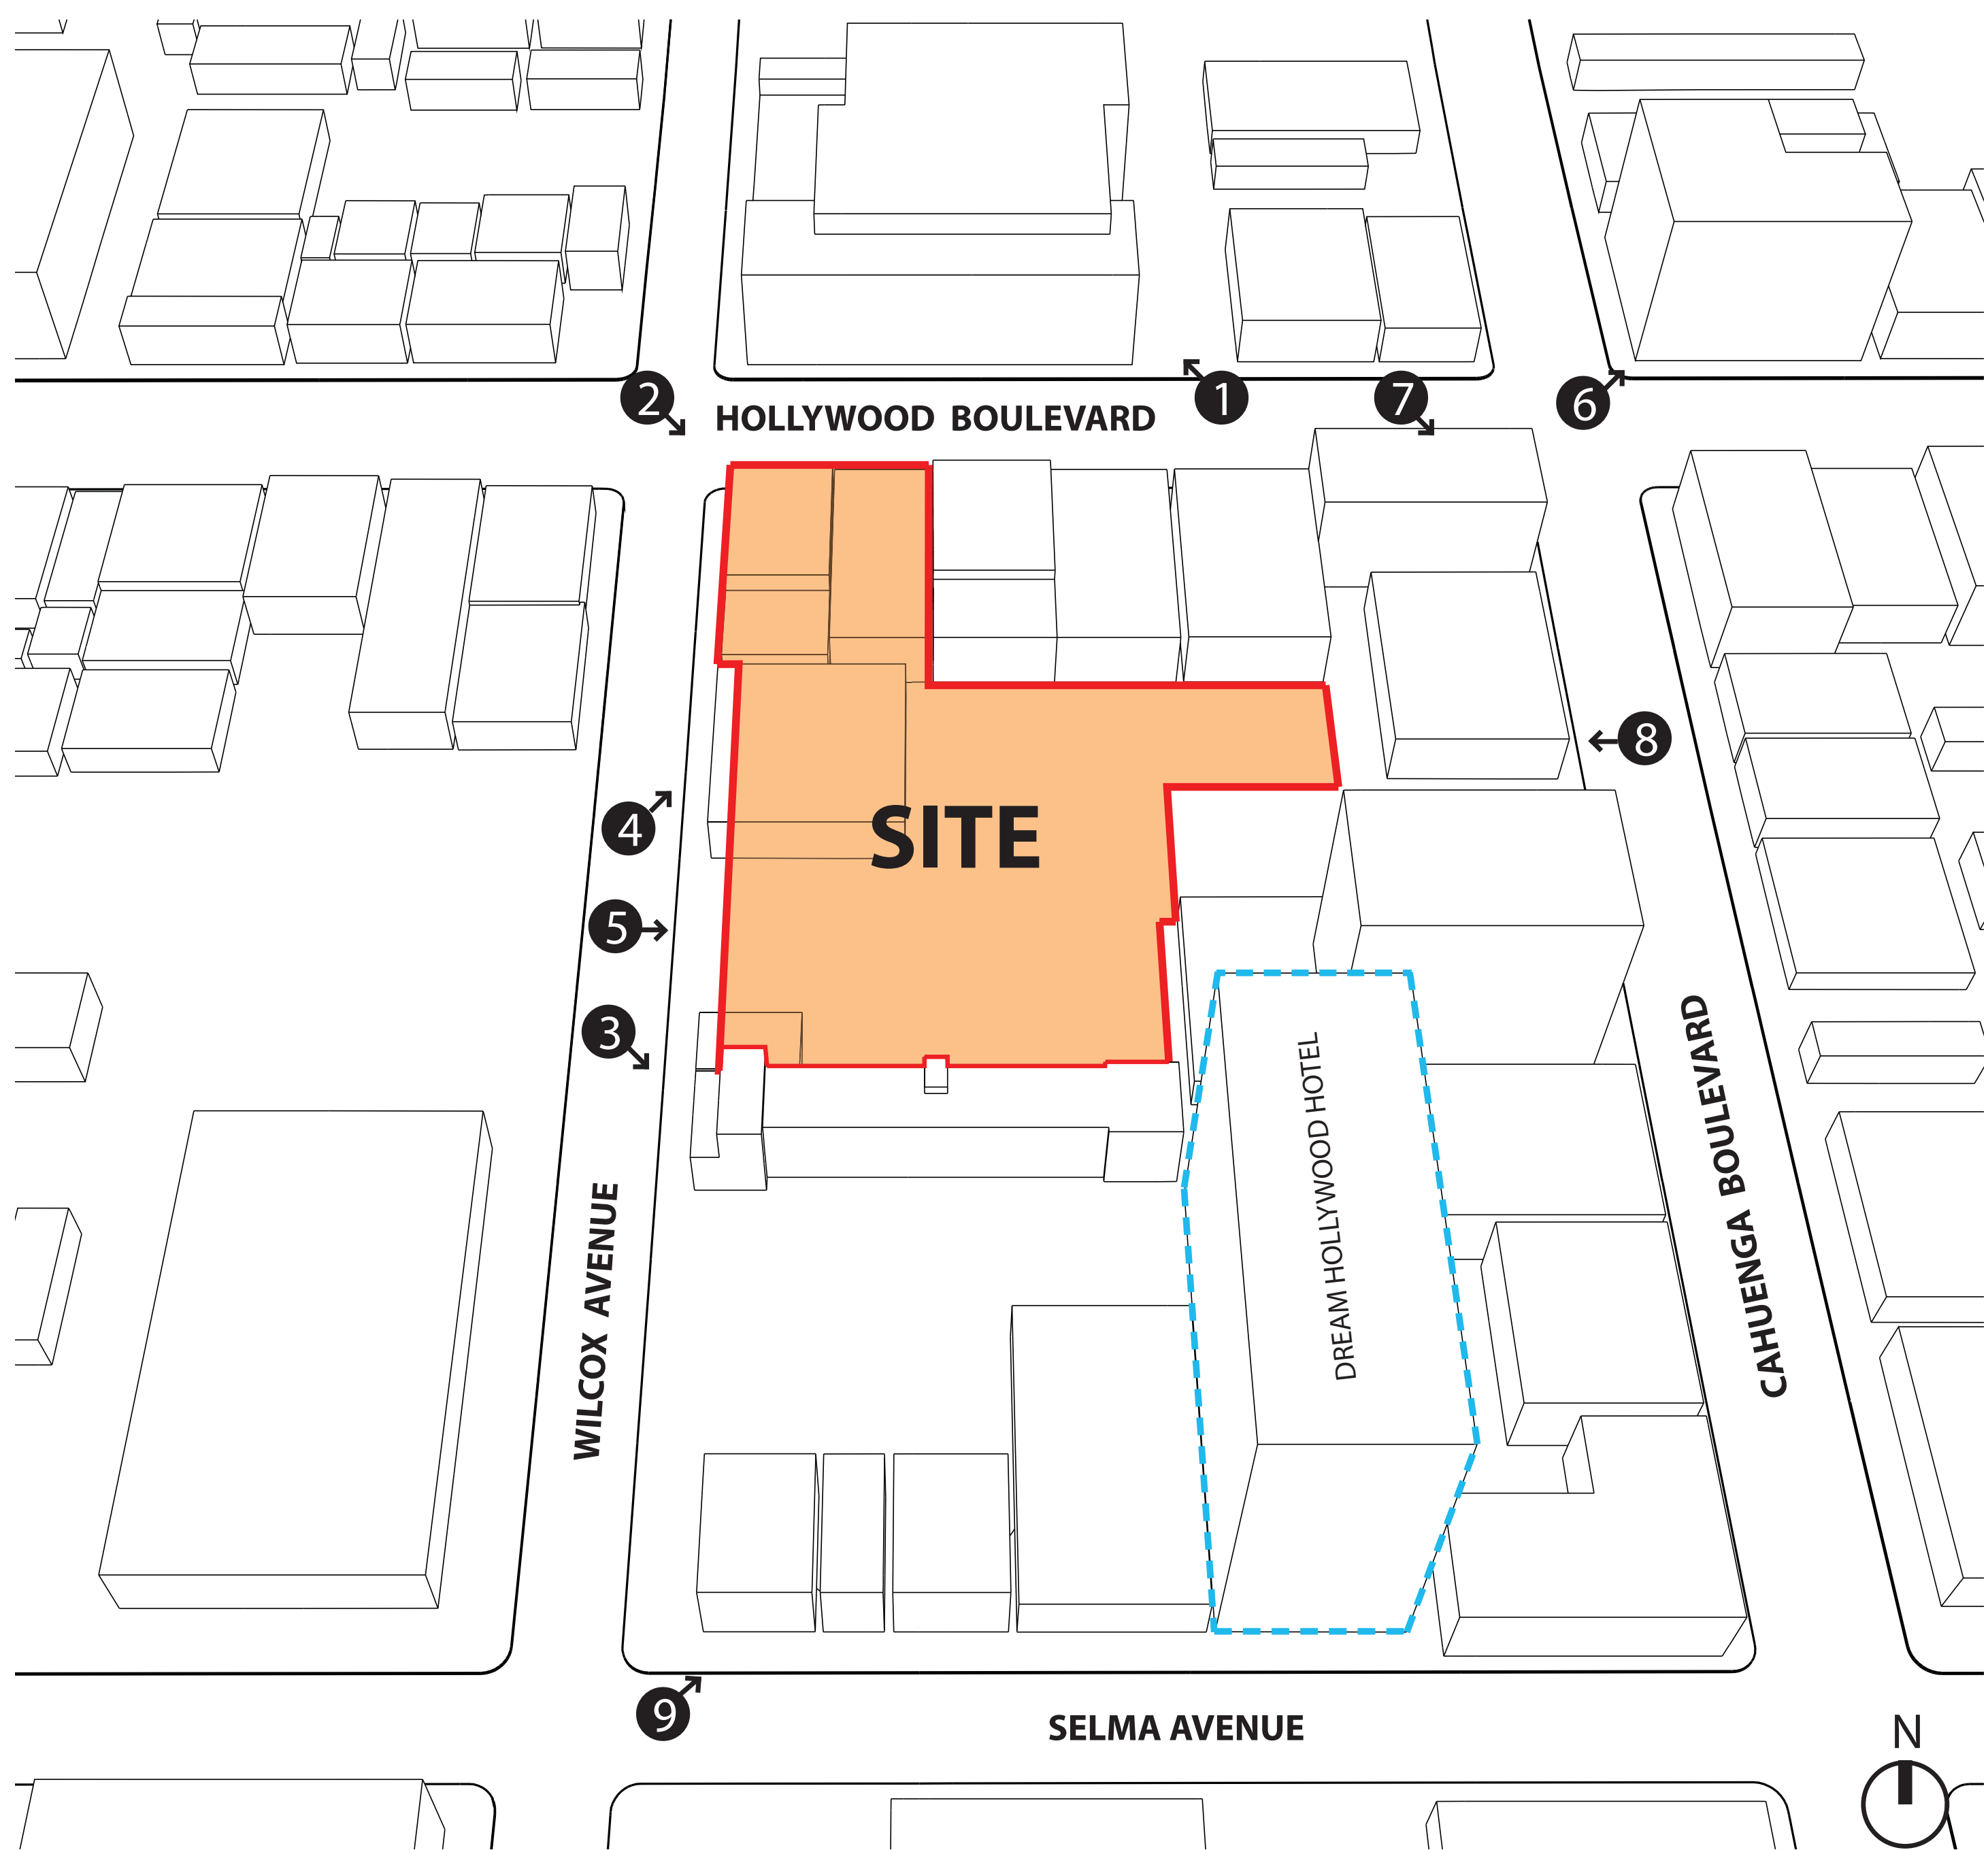 2
HOLLYWOOD BOULEVARD
1
7
6
8
SITE
4
5
3
DREAM HOLLYWOOD HOTEL
CAHUENGA BOULEVARD
WILCOX AVENUE
9
SELMA AVENUE
N